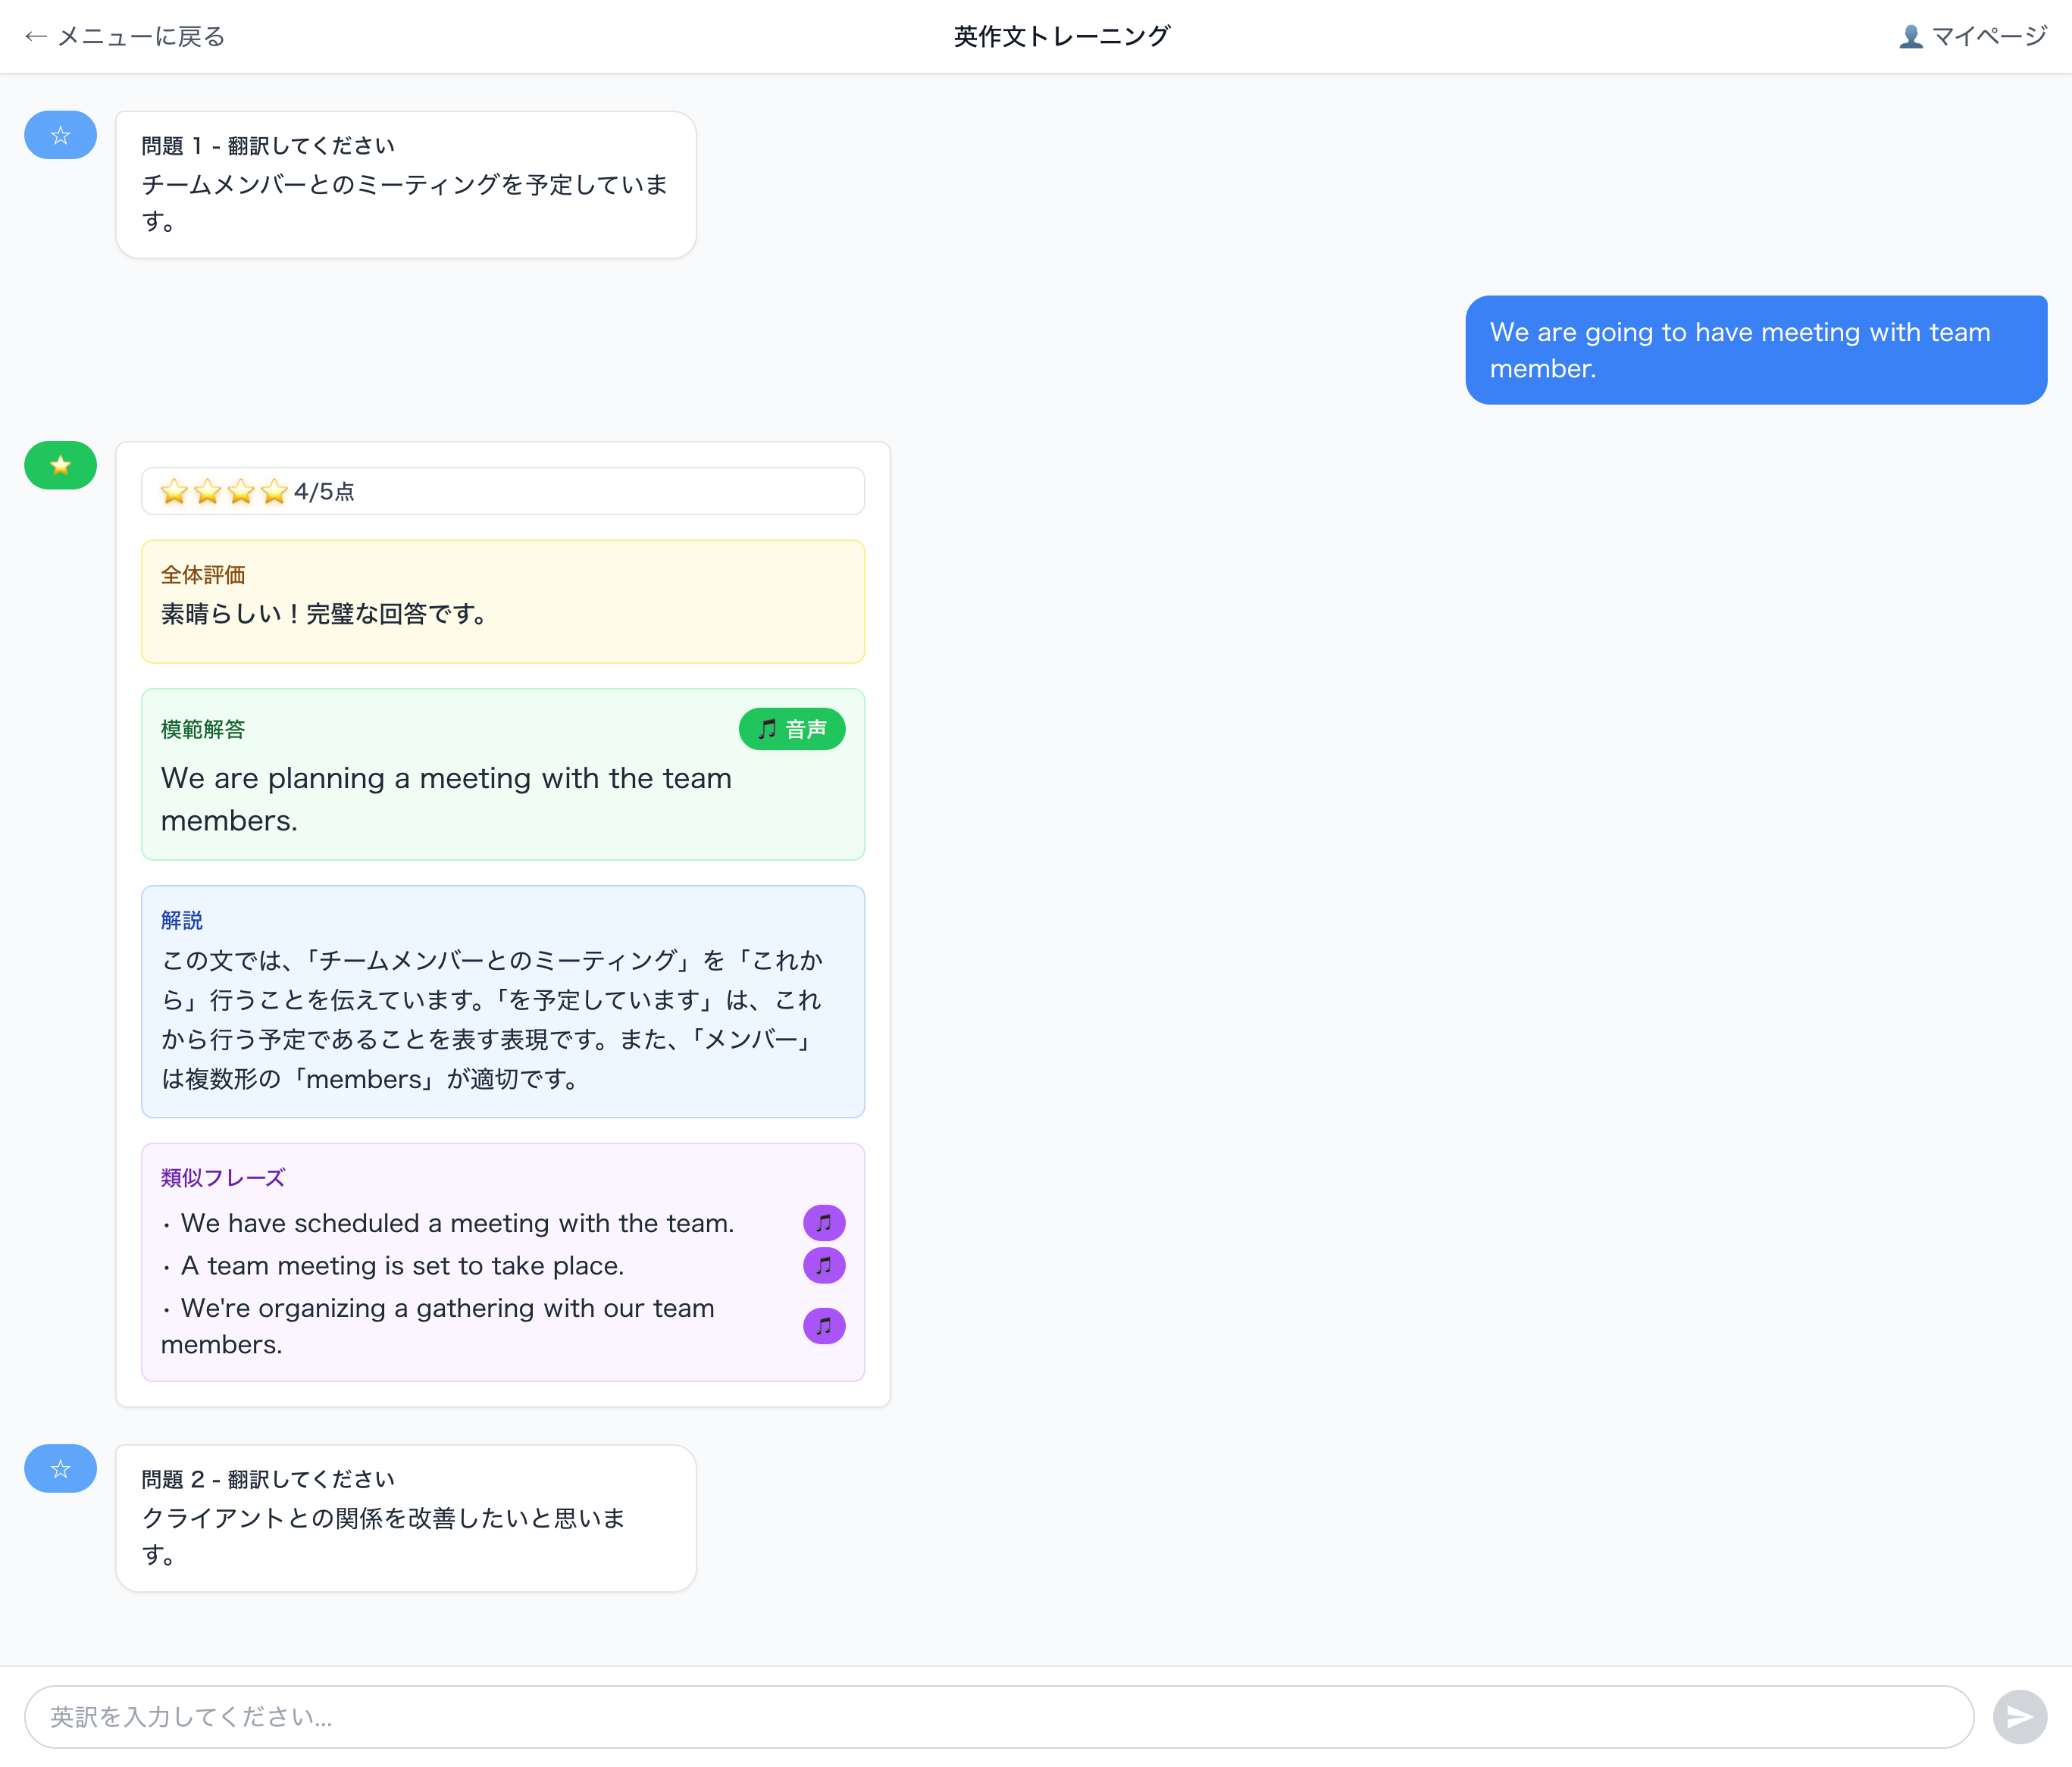 ← メニューに戻る
英作文トレーニング
マイページ
問題 1 - 翻訳してください
チームメンバーとのミーティングを予定していま
す。
We are going to have meeting with team
member.
4/5点
全体評価
素晴らしい！完璧な回答です。
模範解答
音声
We are planning a meeting with the team
members.
解説
この文では、「チームメンバーとのミーティング」を「これか
ら」行うことを伝えています。「を予定しています」は、これ
から行う予定であることを表す表現です。また、「メンバー」
は複数形の「members」が適切です。
類似フレーズ
• We have scheduled a meeting with the team.
• A team meeting is set to take place.
• We're organizing a gathering with our team
members.
問題 2 - 翻訳してください
クライアントとの関係を改善したいと思いま
す。
英訳を入力してください...